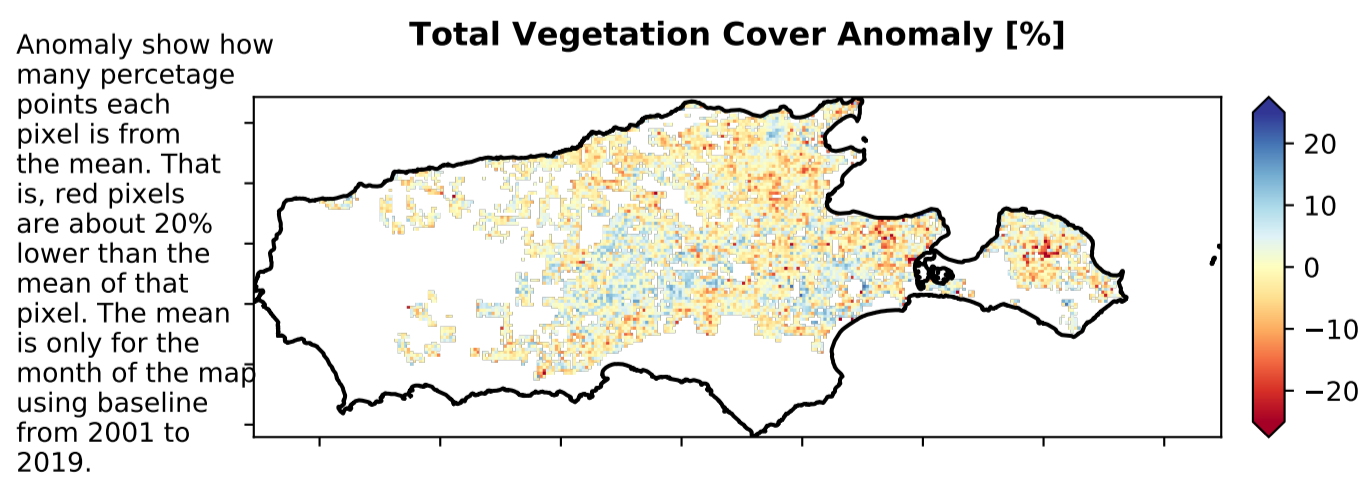 Total Vegetation Cover Anomaly [%]
Anomaly show how
many percetage
points each
pixel is from
the mean. That
is, red pixels
are about 20%
lower than the
mean of that
pixel. The mean
is only for the
month of the map
using baseline
from 2001 to
2019.
20
10
0
−10
−20